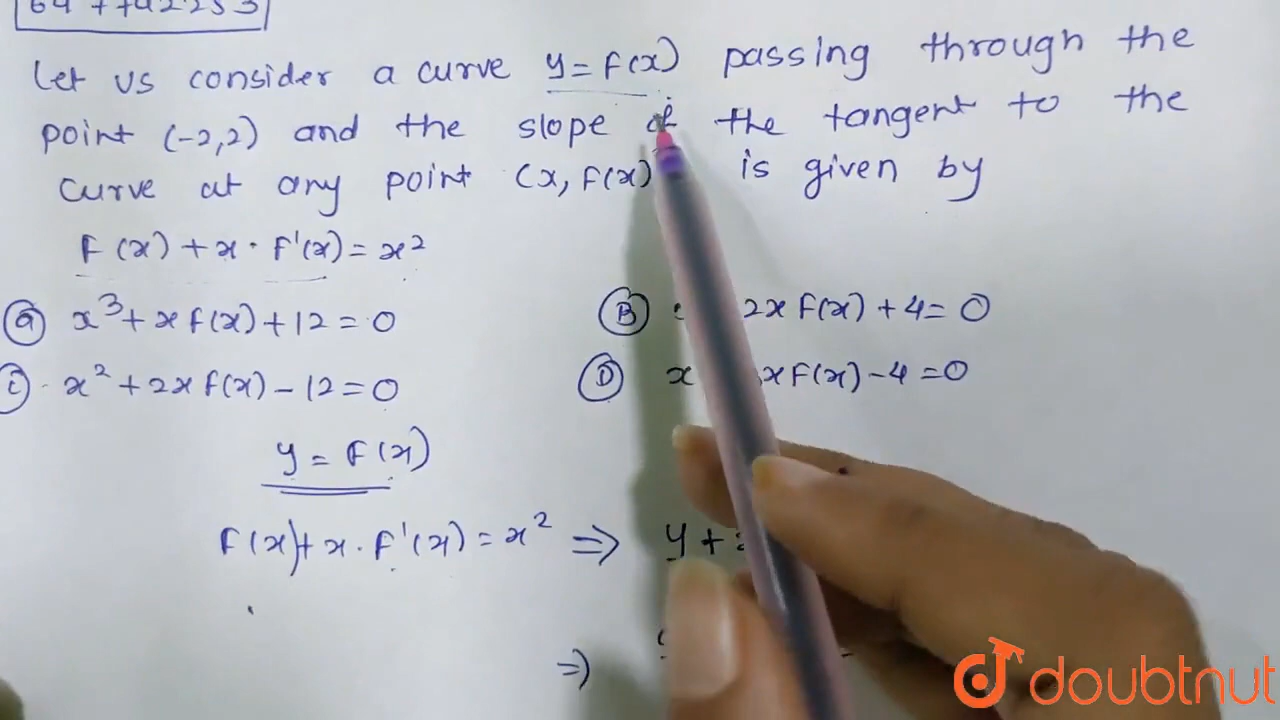 Let us consider a curve y = f(x) passing through the
point (-2,2) and the slope of the tangent to the
curve at any point (x, f(x) is given by
f(x) + x · f'(x) = x²
(a) x³ + x f(x) + 12 = 0
(B) 2x f(x) + 4 = 0
(C) x² + 2x f(x) - 12 = 0
(D) x x f(x) - 4 = 0
y = f(x)
f(x) + x · f'(x) = x² ⇒ y +
⇒
doubtnut